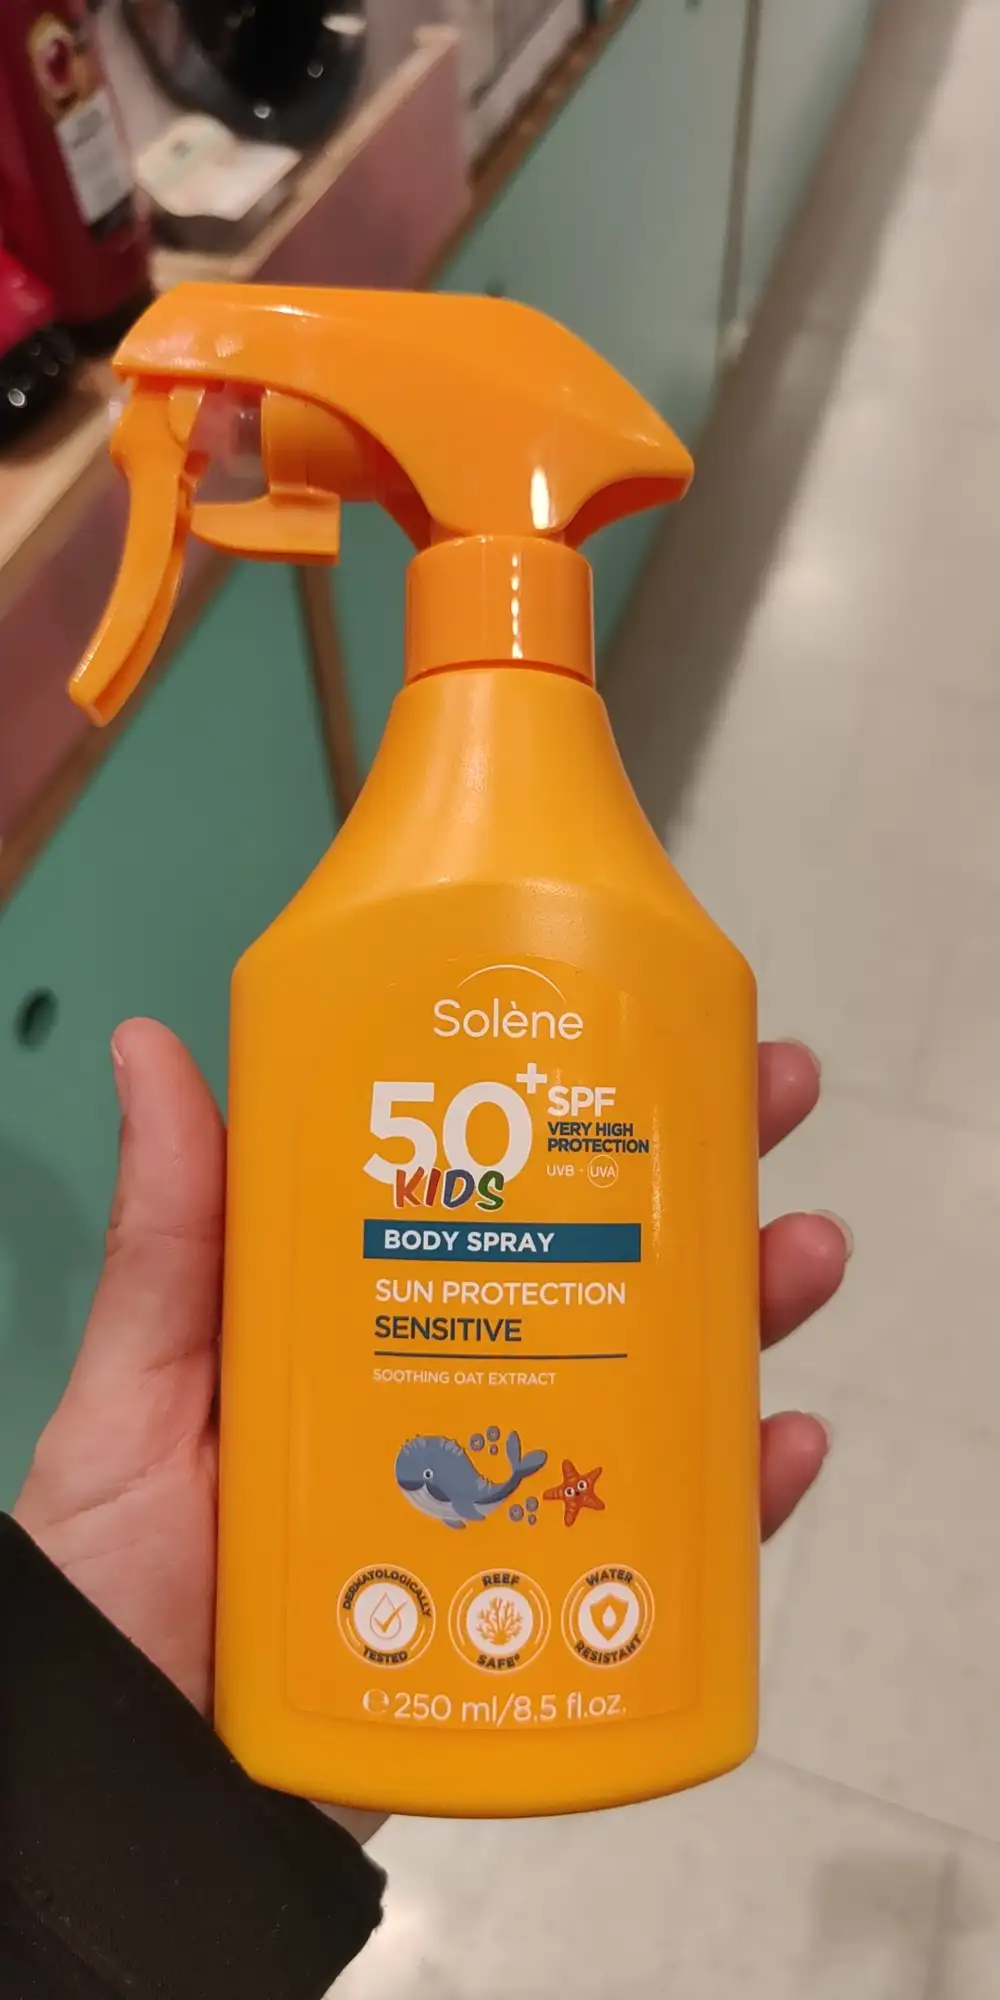 Solène
50+ SPF
VERY HIGH
PROTECTION
UVB - UVA
KIDS
BODY SPRAY
SUN PROTECTION
SENSITIVE
SOOTHING OAT EXTRACT
DERMATOLOGICALLY
TESTED
REEF
SAFE*
WATER
RESISTANT
℮ 250 ml/8.5 fl.oz.